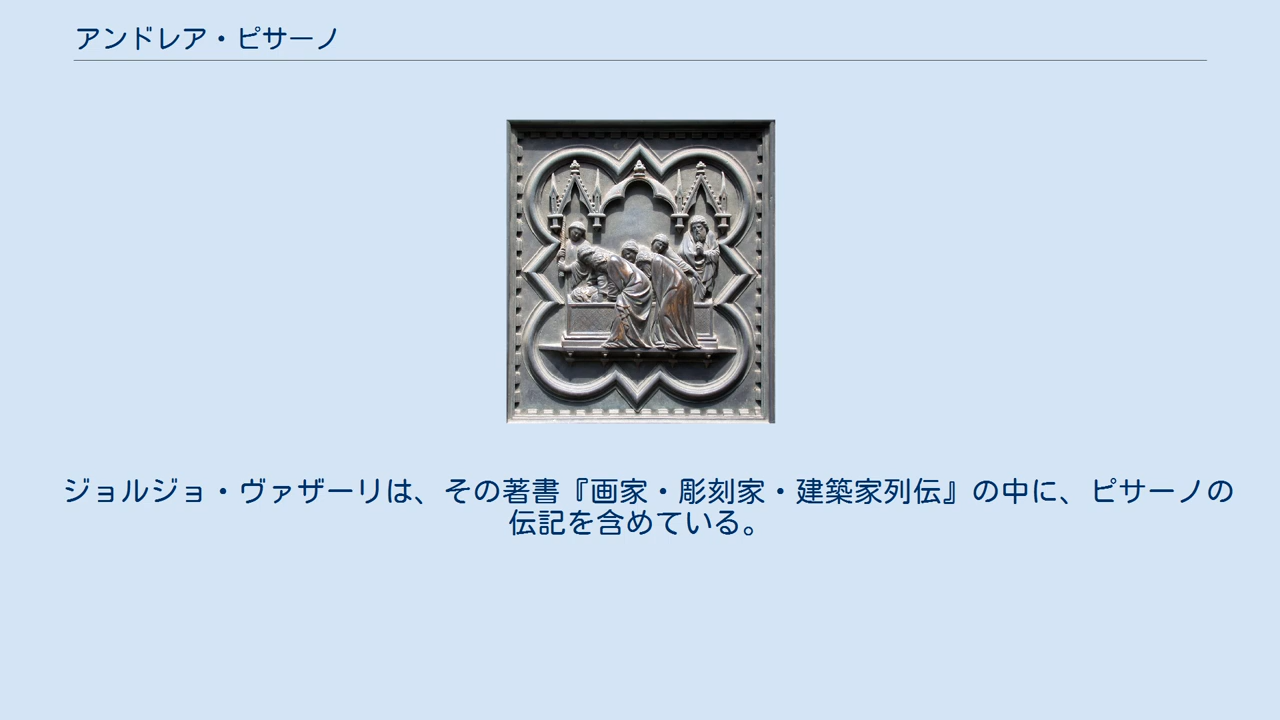 アンドレア・ピサーノ
ジョルジョ・ヴァザーリは、その著書『画家・彫刻家・建築家列伝』の中に、ピサーノの
伝記を含めている。